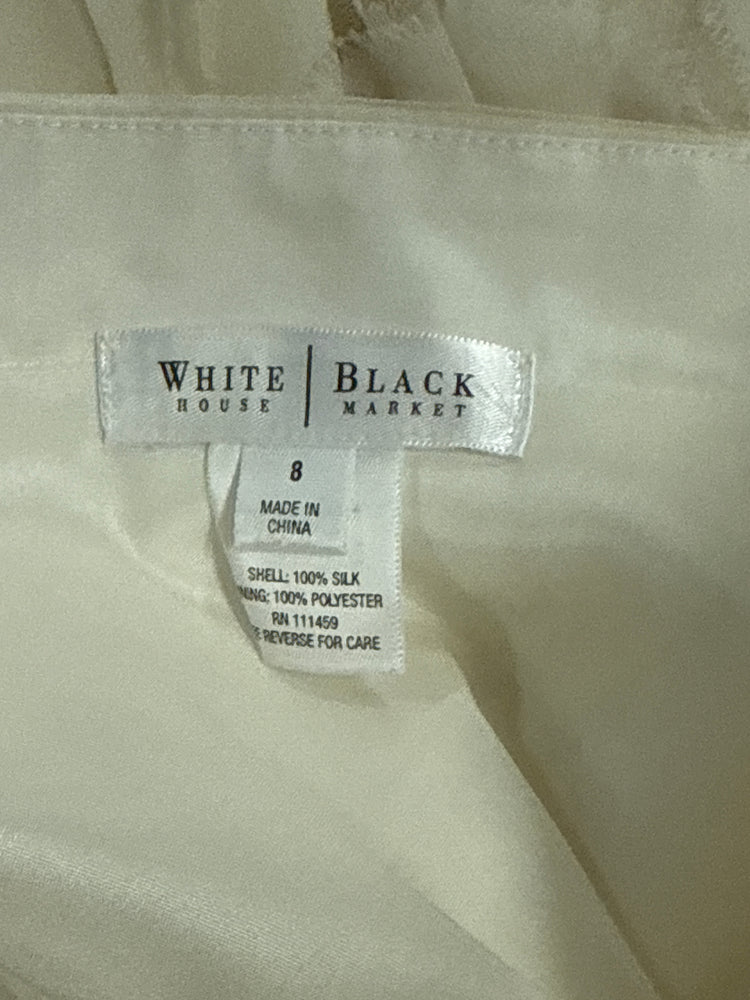 WHITE | BLACK
HOUSE MARKET
8
MADE IN
CHINA
SHELL: 100% SILK
100% POLYESTER
RN 111459
REVERSE FOR CARE